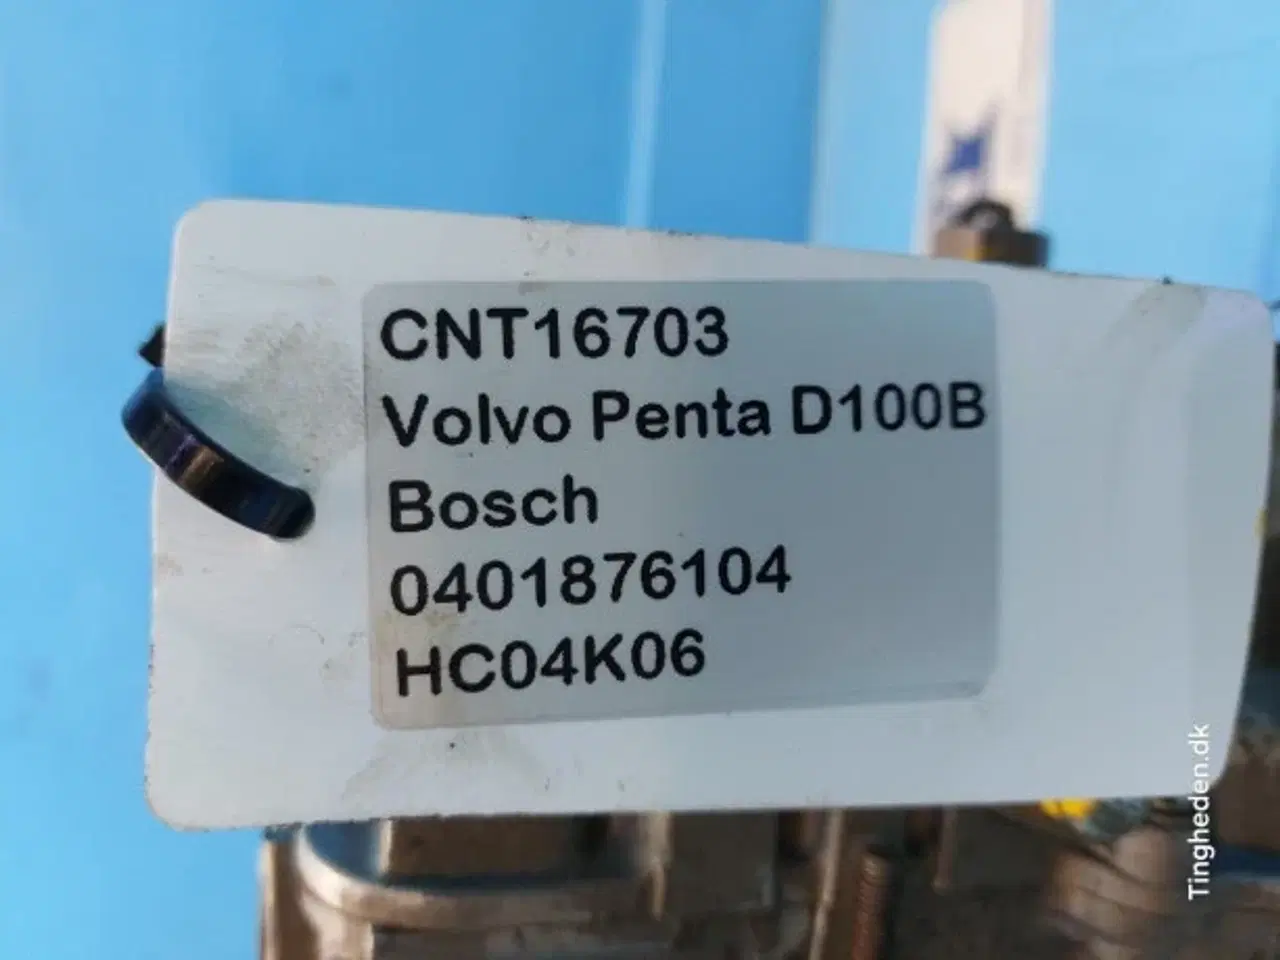 CNT16703
Volvo Penta D100B
Bosch
0401876104
HC04K06
Tingheden.dk